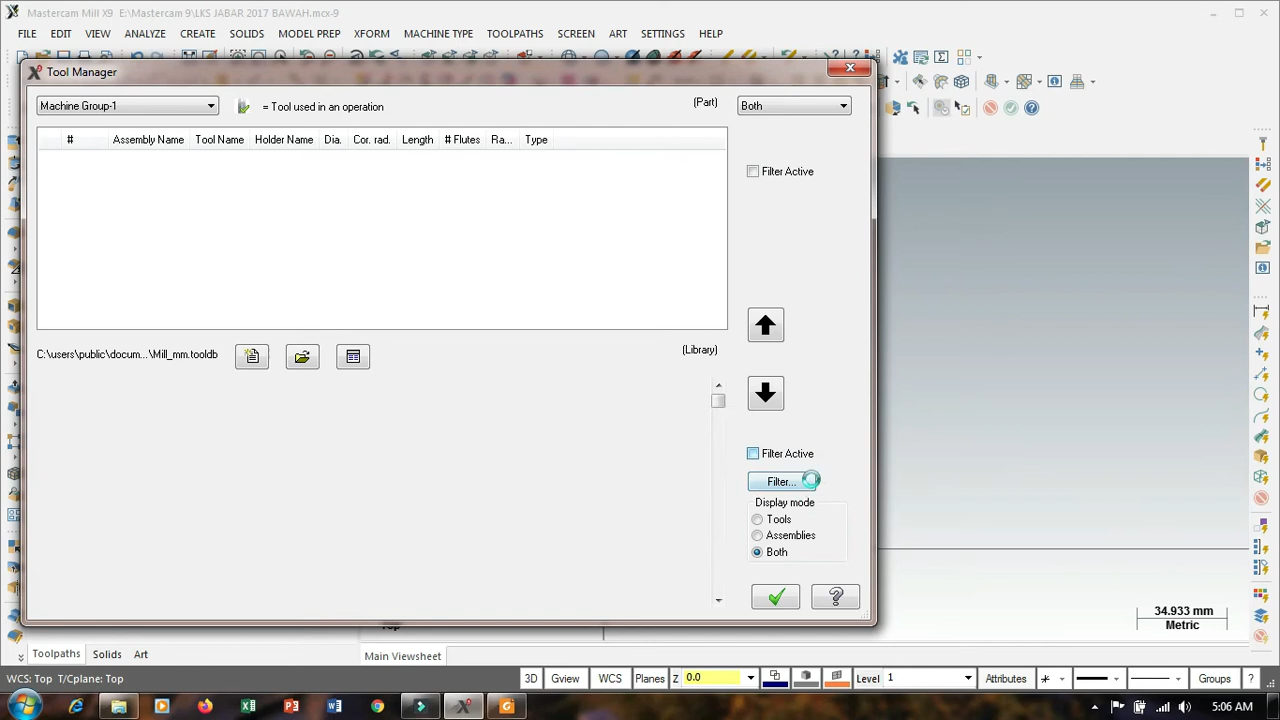 Mastercam Mill X9 E:\Mastercam 9\LKS JABAR 2017 BAWAH.mcx-9
FILE EDIT VIEW ANALYZE CREATE SOLIDS MODEL PREP XFORM MACHINE TYPE TOOLPATHS SCREEN ART SETTINGS HELP
Tool Manager
Machine Group-1 = Tool used in an operation (Part) Both
# Assembly Name Tool Name Holder Name Dia. Cor. rad. Length # Flutes Ra... Type
Filter Active
C:\users\public\docum...\Mill_mm.tooldb (Library)
Filter Active
Filter...
Display mode
Tools
Assemblies
Both
34.933 mm
Metric
Toolpaths Solids Art Main Viewsheet
WCS: Top T/Cplane: Top 3D Gview WCS Planes Z 0.0 Level 1 Attributes Groups ?
5:06 AM